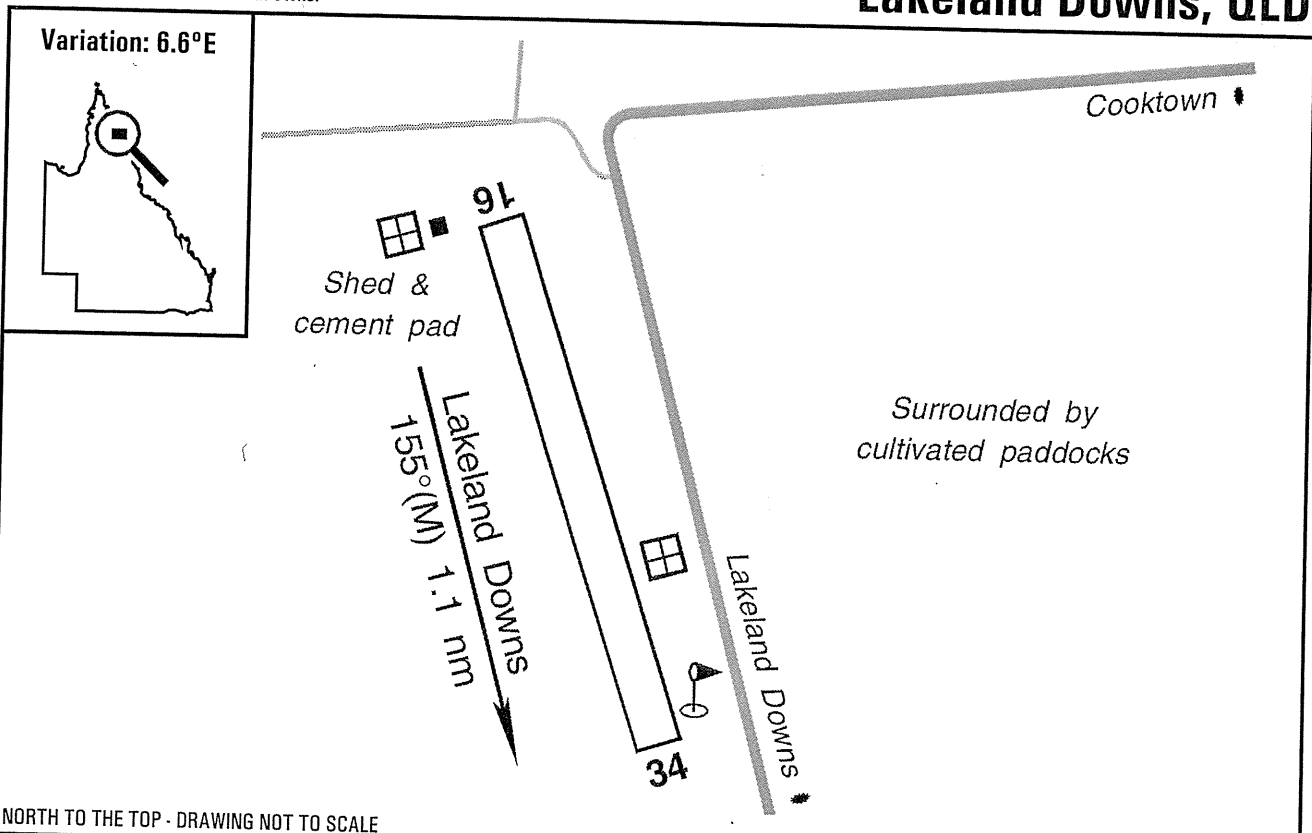 Lakeland Downs, QLD
Variation: 6.6°E
Cooktown
16
Shed &
cement pad
Lakeland Downs
155°(M) 1.1 nm
Surrounded by
cultivated paddocks
Lakeland Downs
34
NORTH TO THE TOP - DRAWING NOT TO SCALE